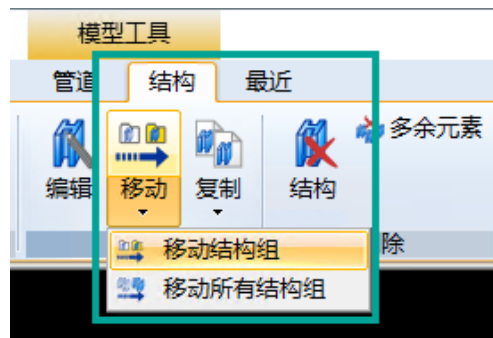 模型工具
管道 结构 最近
多余元素
编辑 移动 复制 结构
移动结构组
除
移动所有结构组